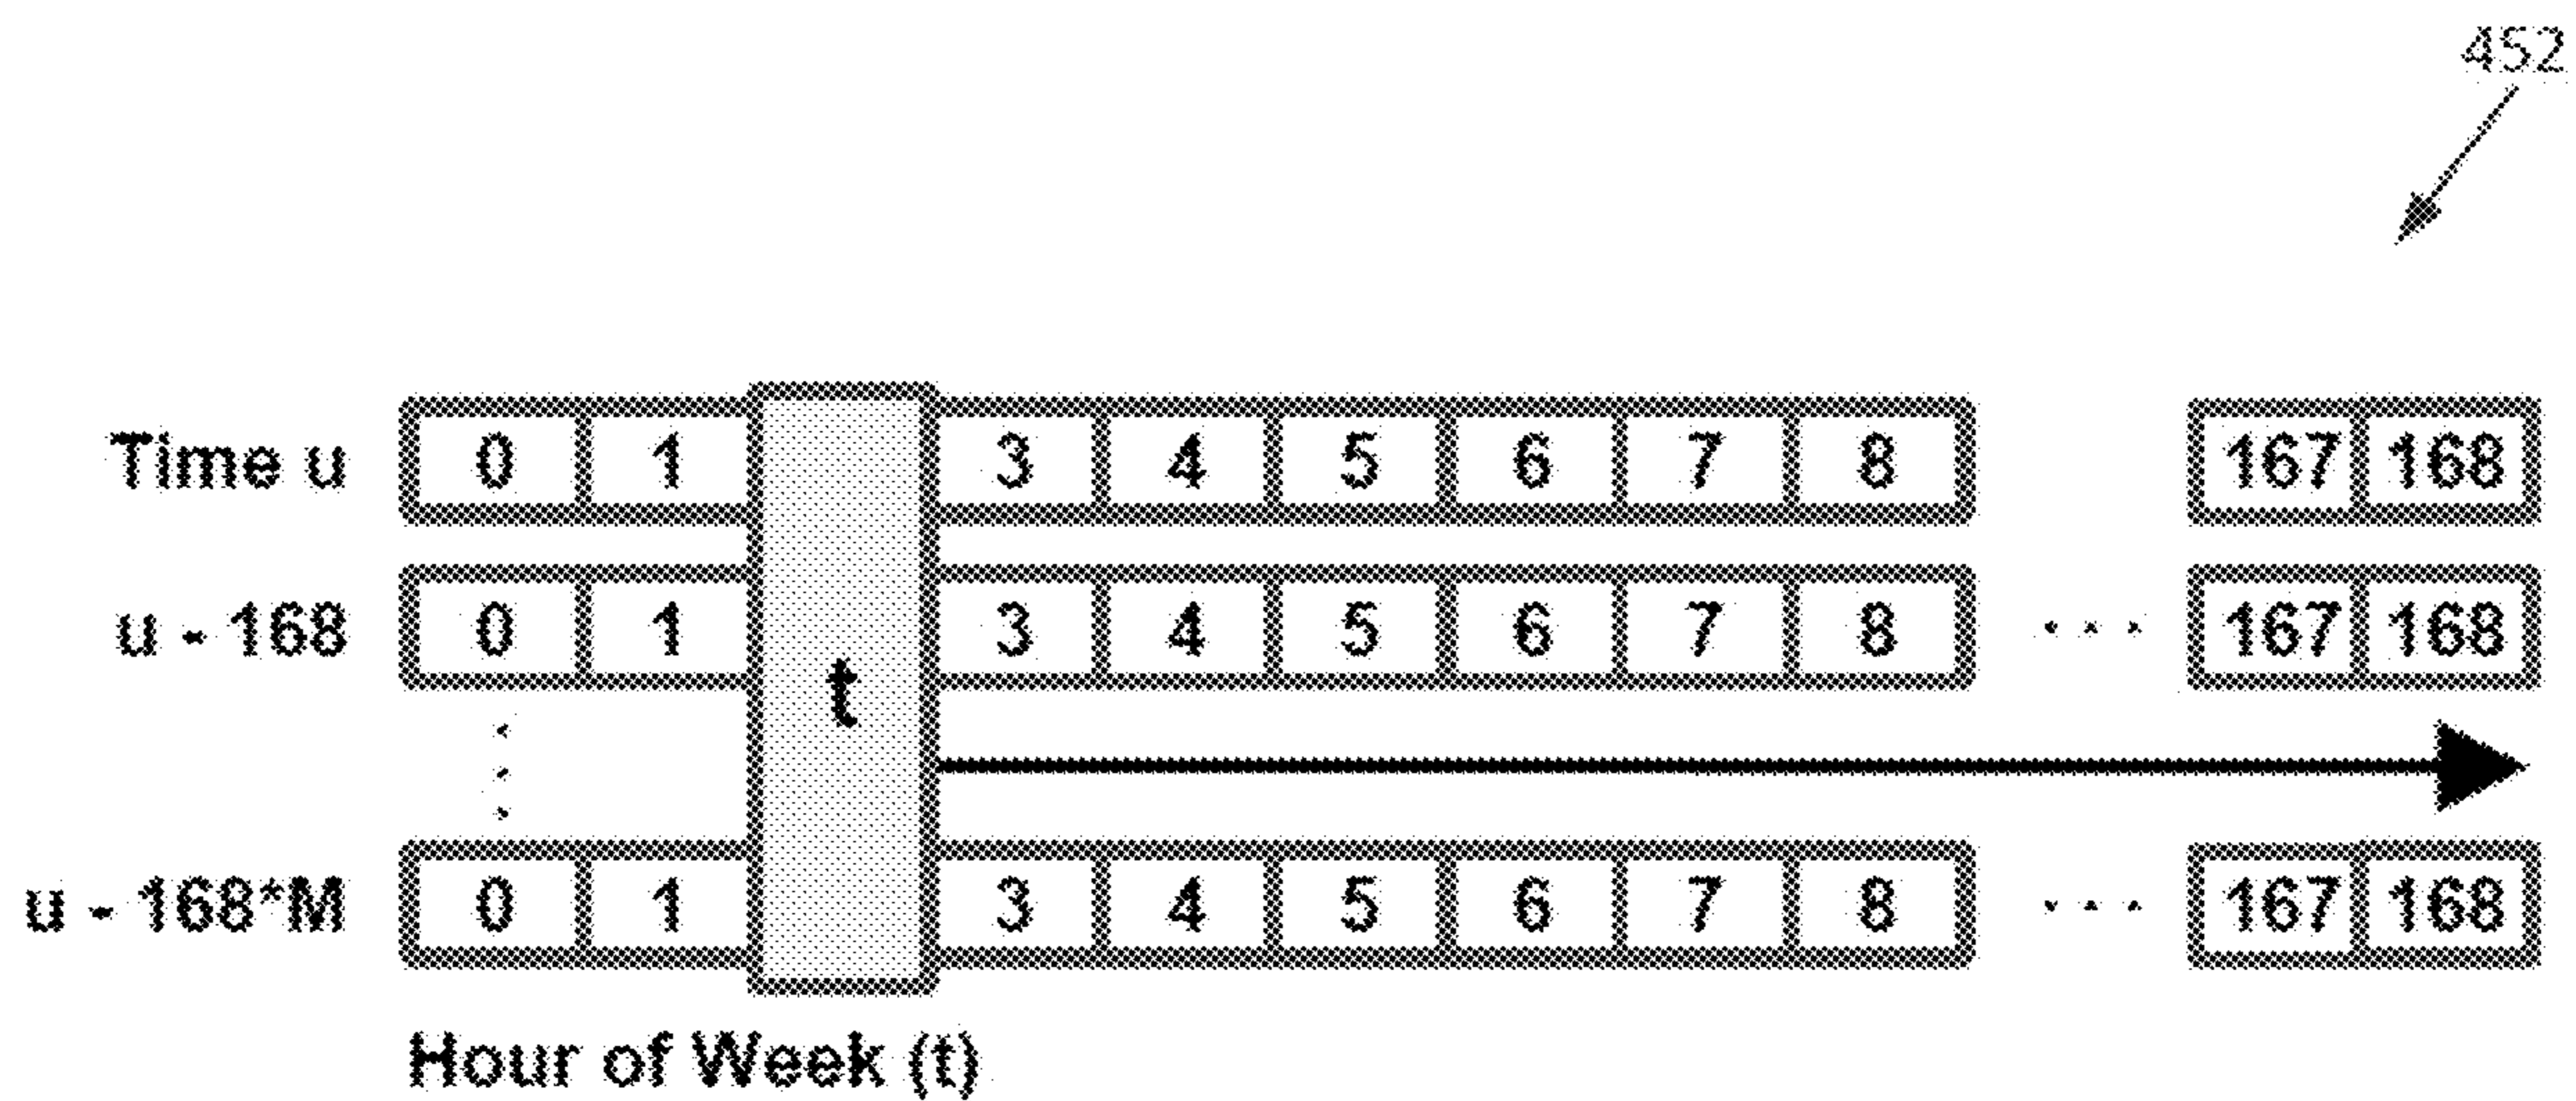 452
Time u 0 1 3 4 5 6 7 8 167 168
u - 168 0 1 3 4 5 6 7 8 . . . 167 168
t
u - 168*M 0 1 3 4 5 6 7 8 . . . 167 168
Hour of Week (t)